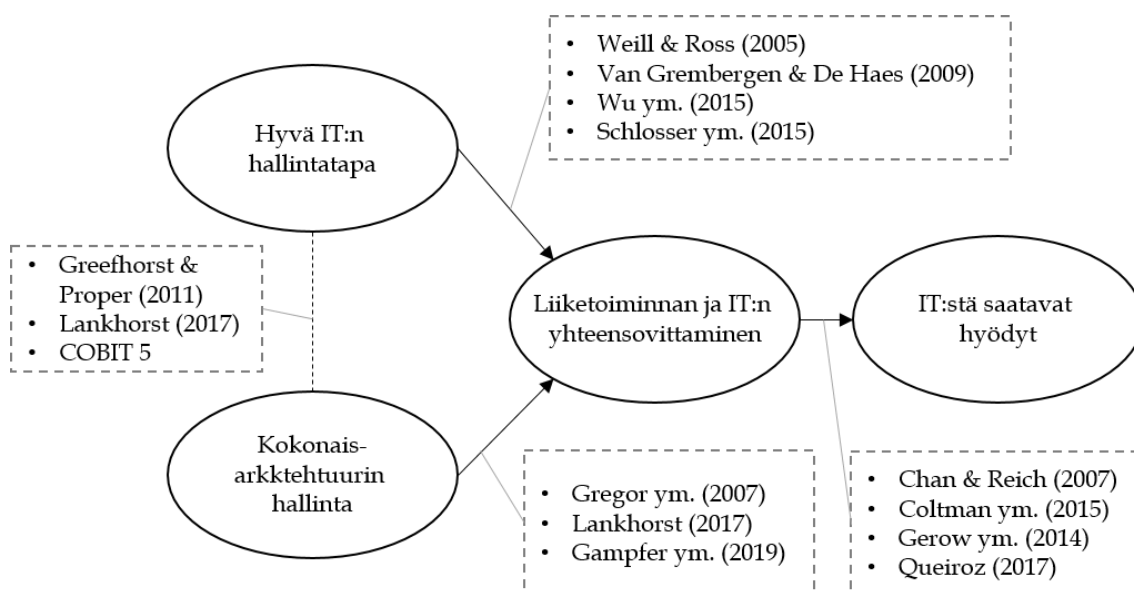 • Weill & Ross (2005)
• Van Grembergen & De Haes (2009)
• Wu ym. (2015)
• Schlosser ym. (2015)
Hyvä IT:n
hallintatapa
• Greefhorst &
Proper (2011)
• Lankhorst (2017)
• COBIT 5
Liiketoiminnan ja IT:n
yhteensovittaminen
IT:stä saatavat
hyödyt
Kokonais-
arkktehtuurin
hallinta
• Gregor ym. (2007)
• Lankhorst (2017)
• Gampfer ym. (2019)
• Chan & Reich (2007)
• Coltman ym. (2015)
• Gerow ym. (2014)
• Queiroz (2017)